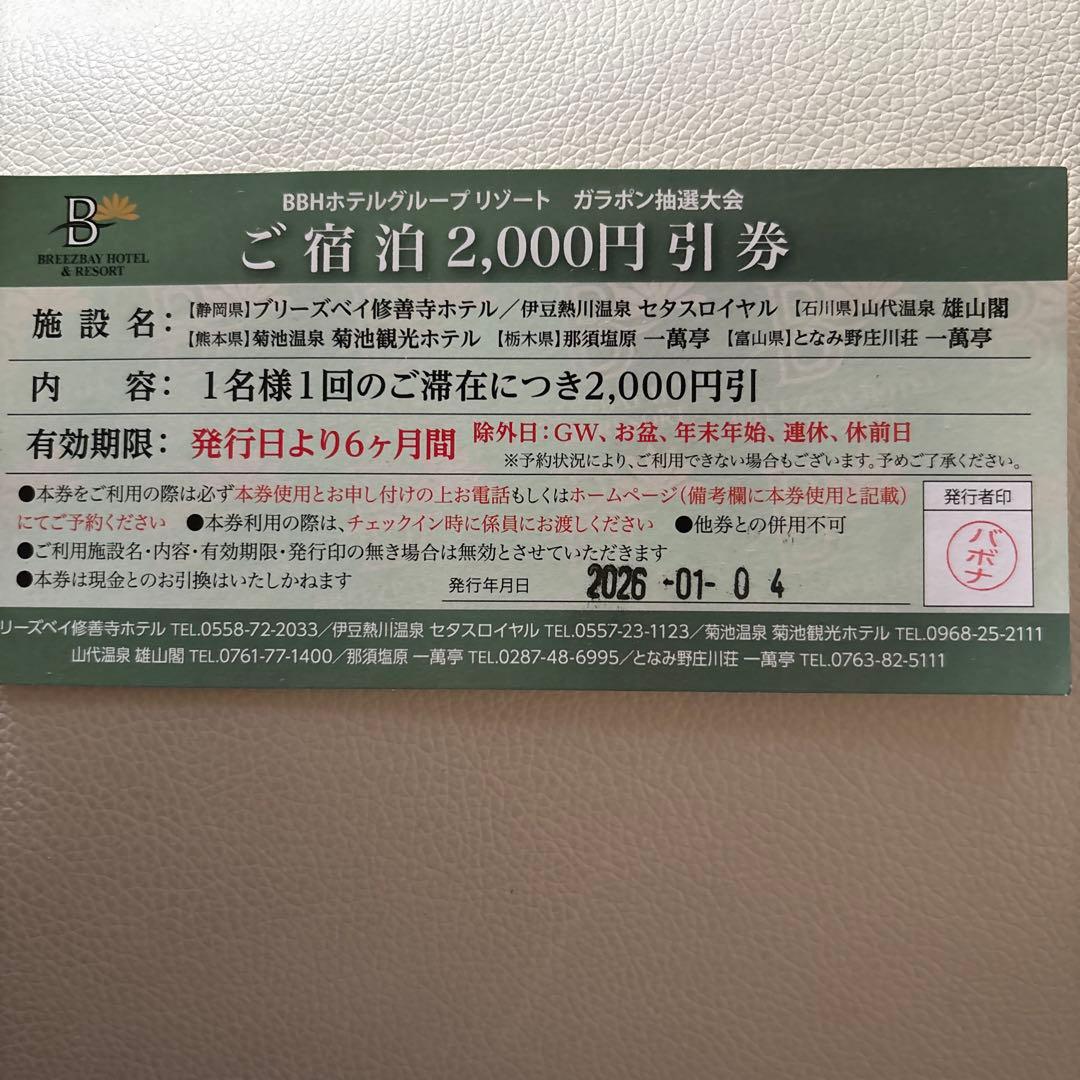 B
BREEZBAY HOTEL
& RESORT
BBHホテルグループ リゾート ガラポン抽選大会
ご宿泊2,000円引券
施設名：【静岡県】ブリーズベイ修善寺ホテル／伊豆熱川温泉 セタスロイヤル 【石川県】山代温泉 雄山閣
【熊本県】菊池温泉 菊池観光ホテル 【栃木県】那須塩原 一萬亭 【富山県】となみ野庄川荘 一萬亭
内容：1名様1回のご滞在につき2,000円引
有効期限：発行日より6ヶ月間 除外日：GW、お盆、年末年始、連休、休前日
※予約状況により、ご利用できない場合もございます。予めご了承ください。
●本券をご利用の際は必ず本券使用とお申し付けの上お電話もしくはホームページ（備考欄に本券使用と記載）
にてご予約ください ●本券利用の際は、チェックイン時に係員にお渡しください ●他券との併用不可
●ご利用施設名・内容・有効期限・発行印の無き場合は無効とさせていただきます
●本券は現金とのお引換はいたしかねます
発行年月日 2026-01-04
発行者印
バボナ
リーズベイ修善寺ホテル TEL.0558-72-2033／伊豆熱川温泉 セタスロイヤル TEL.0557-23-1123／菊池温泉 菊池観光ホテル TEL.0968-25-2111
山代温泉 雄山閣 TEL.0761-77-1400／那須塩原 一萬亭 TEL.0287-48-6995／となみ野庄川荘 一萬亭 TEL.0763-82-5111